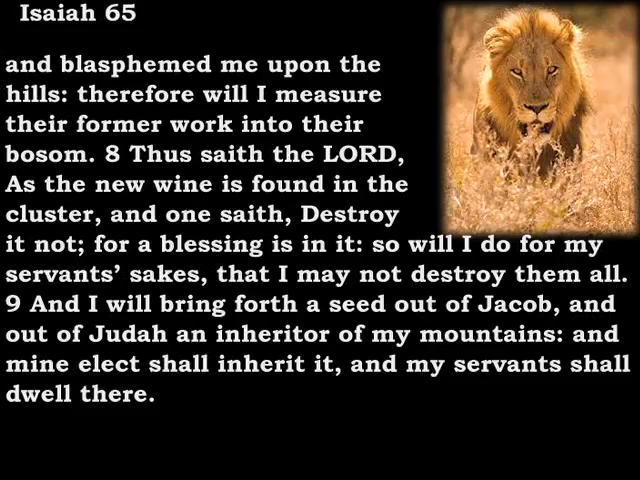 Isaiah 65
and blasphemed me upon the
hills: therefore will I measure
their former work into their
bosom. 8 Thus saith the LORD,
As the new wine is found in the
cluster, and one saith, Destroy
it not; for a blessing is in it: so will I do for my
servants’ sakes, that I may not destroy them all.
9 And I will bring forth a seed out of Jacob, and
out of Judah an inheritor of my mountains: and
mine elect shall inherit it, and my servants shall
dwell there.